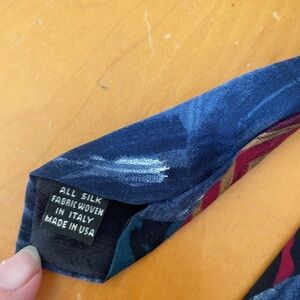 ALL SILK
FABRIC WOVEN
IN ITALY
MADE IN USA